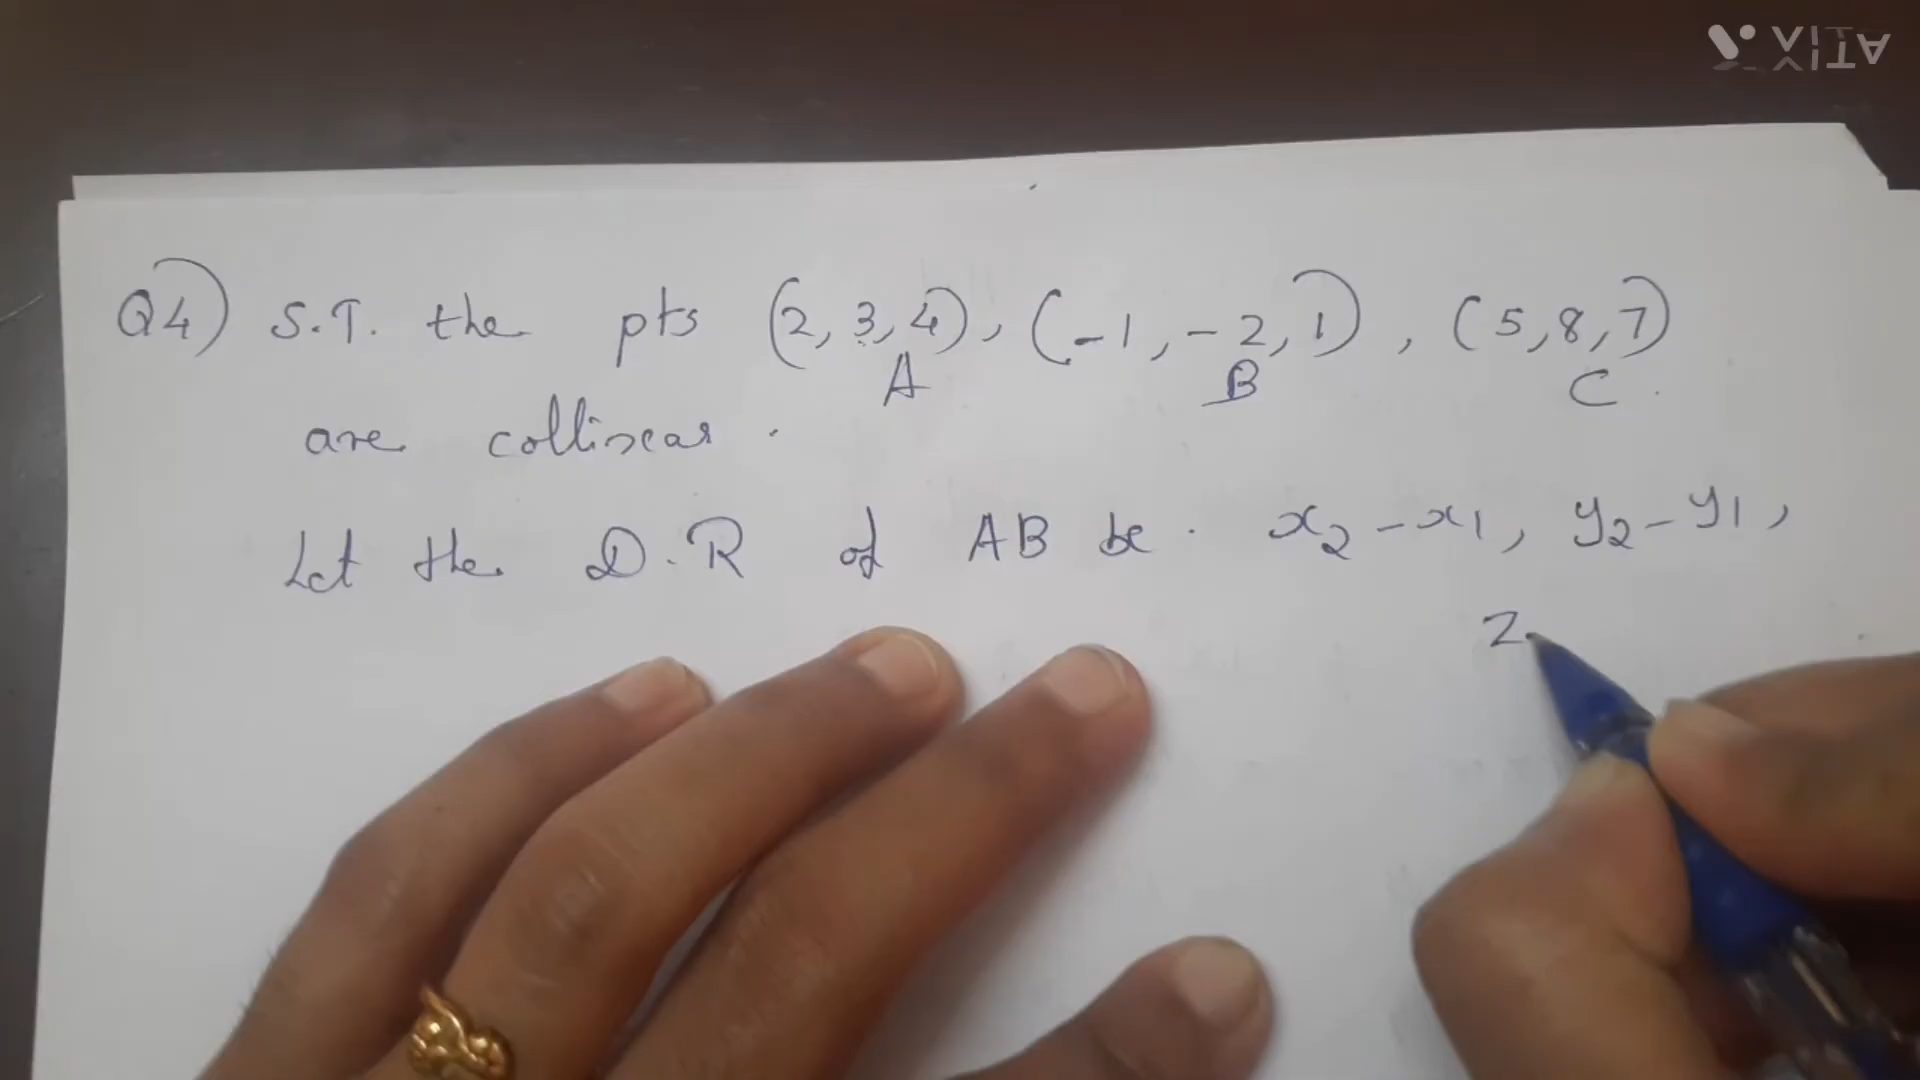 VITA
Q4) S.T. the pts (2, 3, 4), (-1, -2, 1), (5, 8, 7)
A B C
are collinear.
Let the D.R of AB be. x₂ - x₁, y₂ - y₁,
z